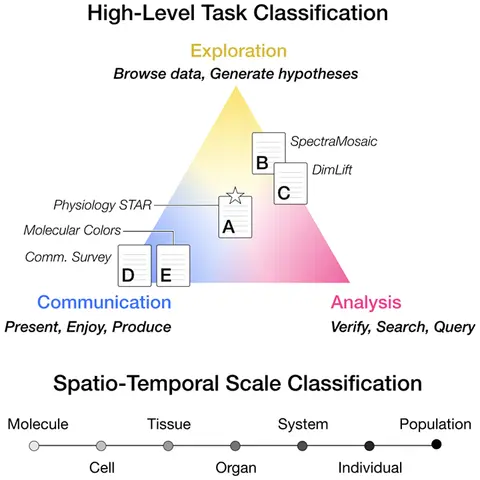 High-Level Task Classification
Exploration
Browse data, Generate hypotheses
SpectraMosaic
B
DimLift
C
Physiology STAR
A
Molecular Colors
Comm. Survey
D E
Communication Analysis
Present, Enjoy, Produce Verify, Search, Query
Spatio-Temporal Scale Classification
Molecule Tissue System Population
Cell Organ Individual